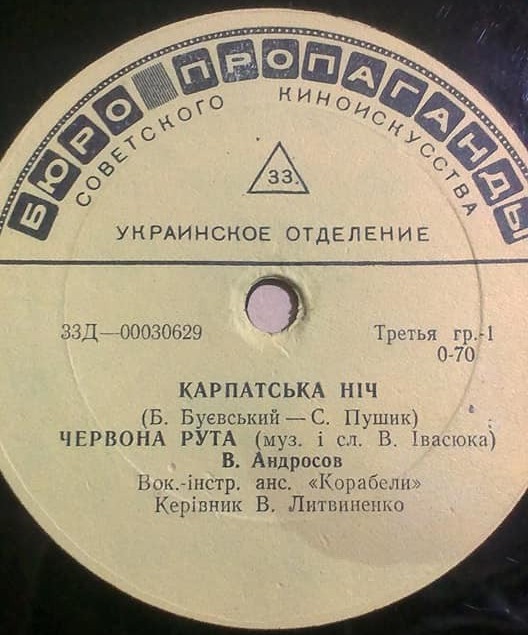 БЮРО ПРОПАГАНДЫ
СОВЕТСКОГО КИНОИСКУССТВА
33
УКРАИНСКОЕ ОТДЕЛЕНИЕ
33Д—00030629
Третья гр.-1
0-70
КАРПАТСЬКА НІЧ
(Б. Буєвський — С. Пушик)
ЧЕРВОНА РУТА (муз. і сл. В. Івасюка)
В. Андросов
Вок.-інстр. анс. «Корабели»
Керівник В. Литвиненко